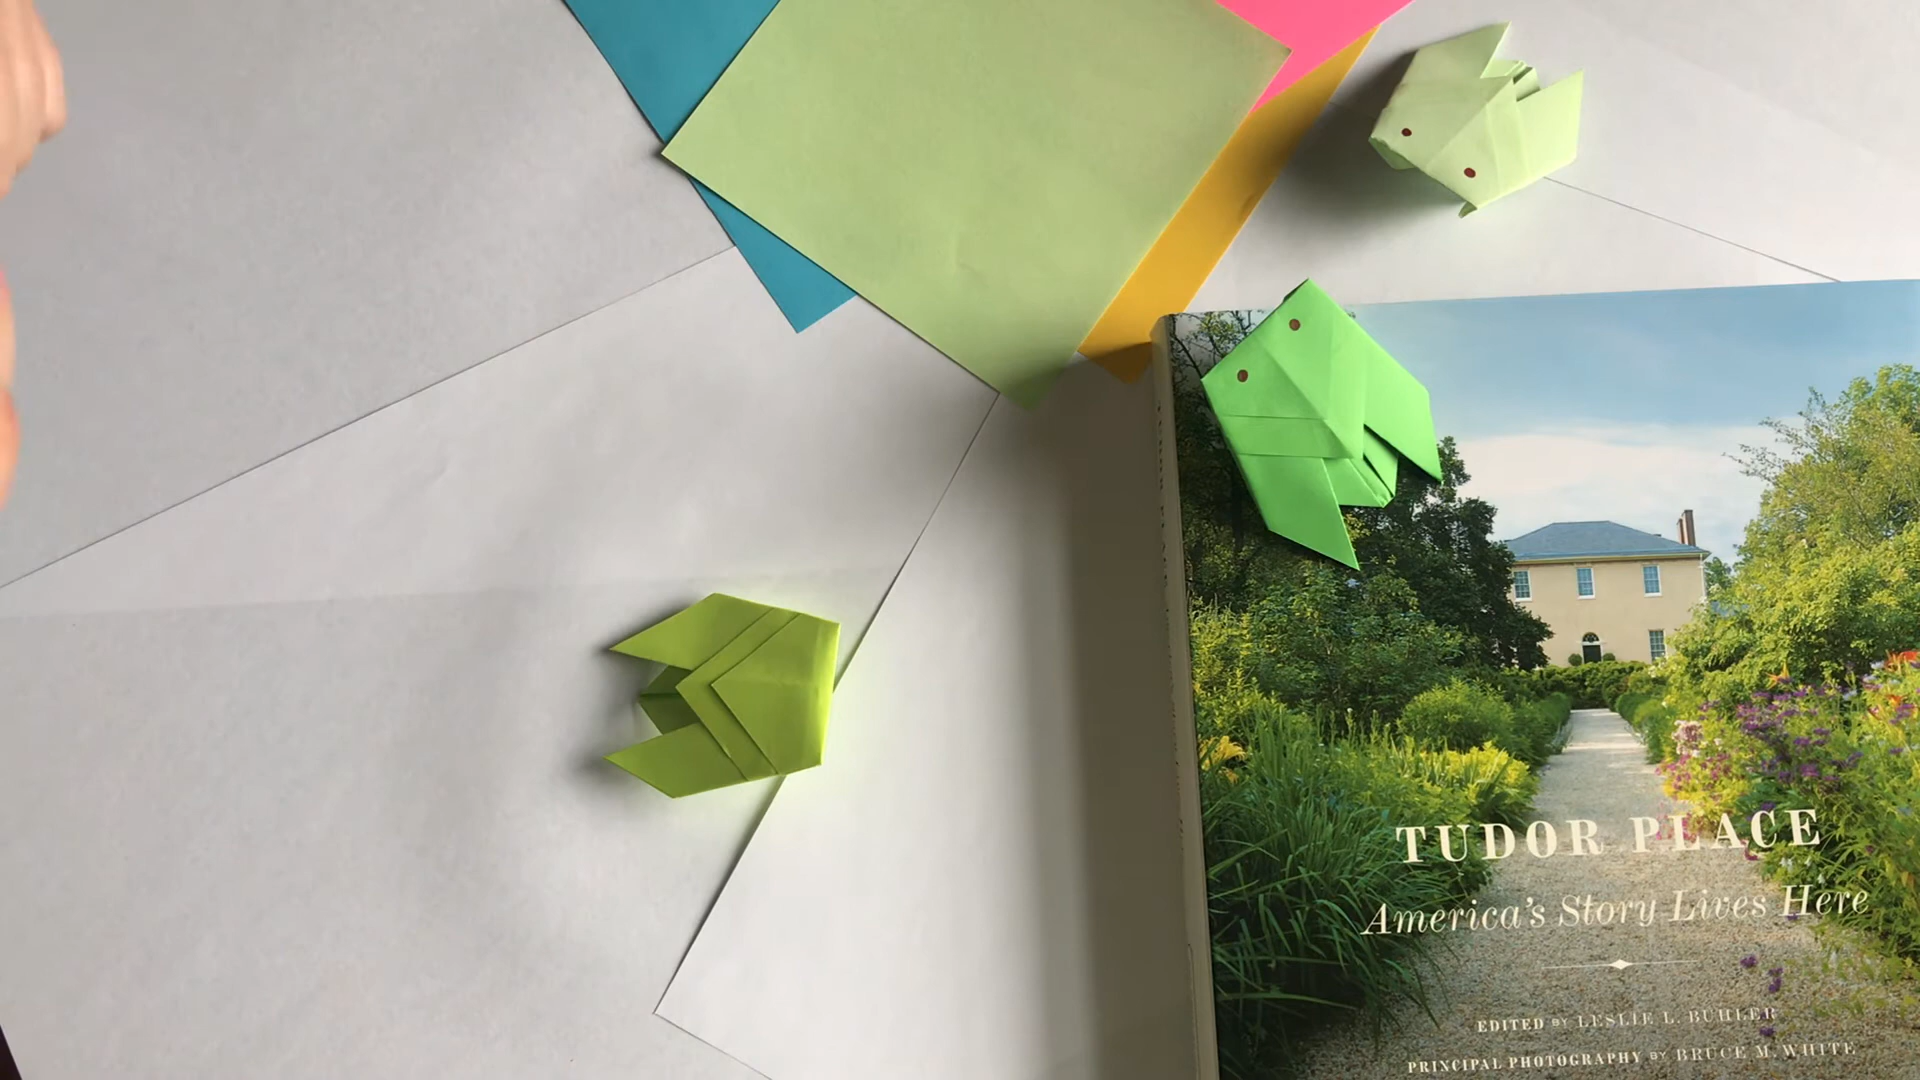 TUDOR PLACE
America's Story Lives Here
EDITED BY LESLIE L. BUHLER
PRINCIPAL PHOTOGRAPHY BY BRUCE M. WHITE